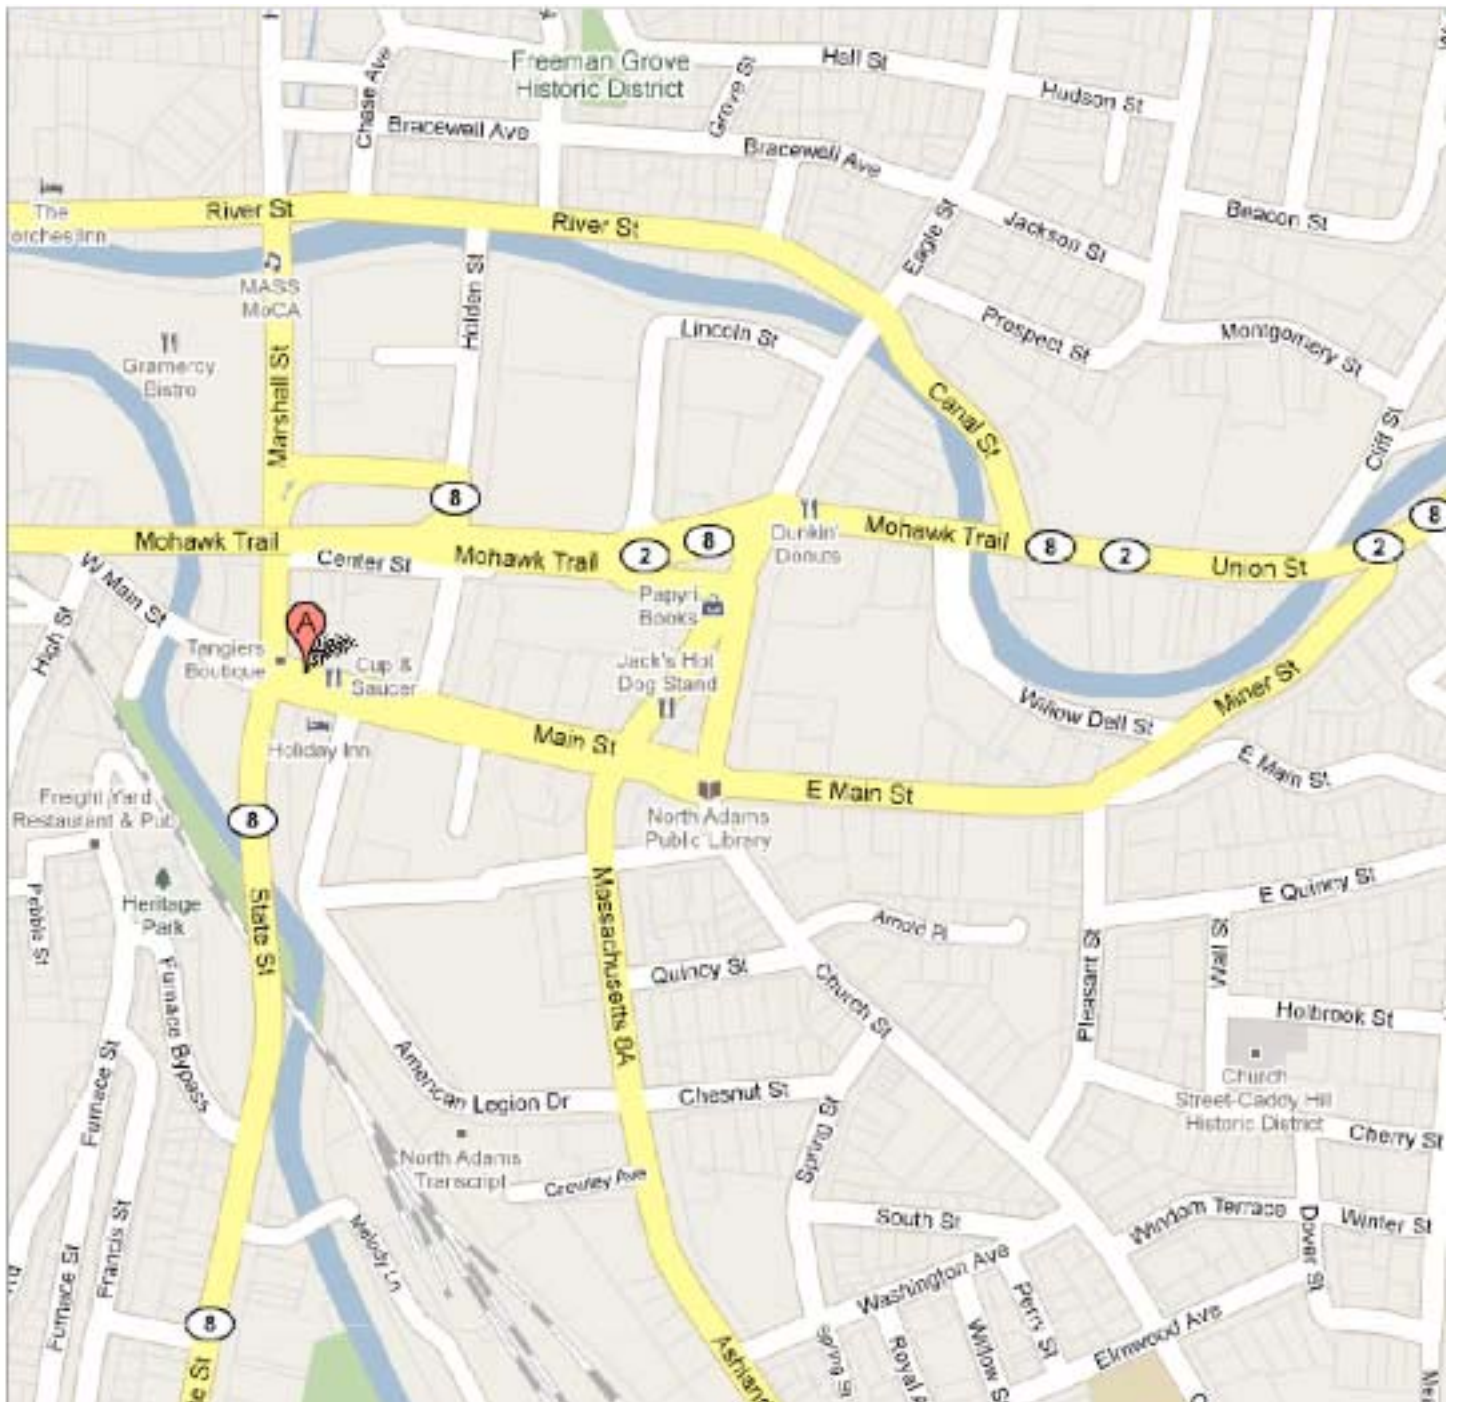 Freeman Grove
Historic District
Hall St
Hudson St
Chase Ave
Grove St
Bracewell Ave
Bracewell Ave
The
orches Inn
River St
River St
Eagle St
Jackson St
Beacon St
MASS
MoCA
Holden St
Lincoln St
Prospect St
Montgomery St
Gramercy
Bistro
Marshall St
Canal St
Cliff St
8
8
Mohawk Trail
Center St
Mohawk Trail
2
8
Dunkin'
Donuts
Mohawk Trail
8
2
Union St
2
W Main St
High St
Papyri
Books
A
Tangiers
Boutique
Cup &
Saucer
Jack's Hot
Dog Stand
Willow Dell St
Miner St
Holiday Inn
Main St
E Main St
E Main St
Freight Yard
Restaurant & Pub
8
North Adams
Public Library
Pebble St
Heritage
Park
State St
Massachusetts 8A
E Quincy St
Arnold Pl
Quincy St
Church St
Pleasant St
Wall St
Furnace Bypass
Holbrook St
Furnace St
American Legion Dr
Chesnut St
Church
Street-Caddy Hill
Historic District
Cherry St
North Adams
Transcript
Crowley Ave
Spring St
South St
Windom Terrace
Dover St
Winter St
Francis St
Furnace St
Melody Ln
Washington Ave
Perry St
Elmwood Ave
8
Spring St
Royal A
Willow S
Ashlan
e St